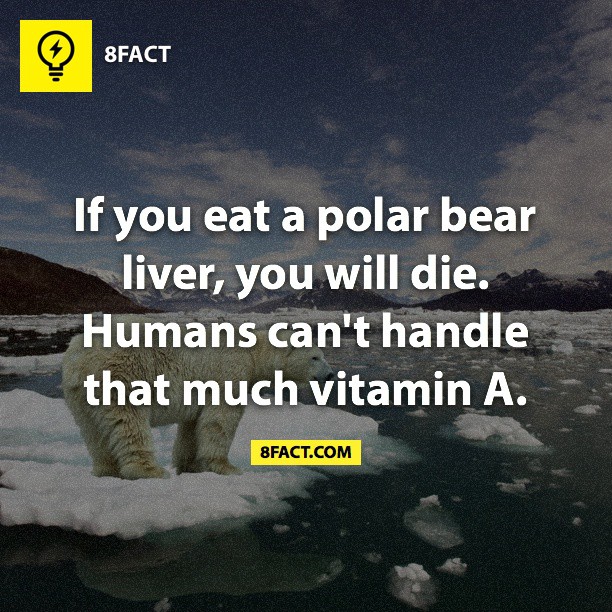 8FACT
If you eat a polar bear
liver, you will die.
Humans can't handle
that much vitamin A.
8FACT.COM